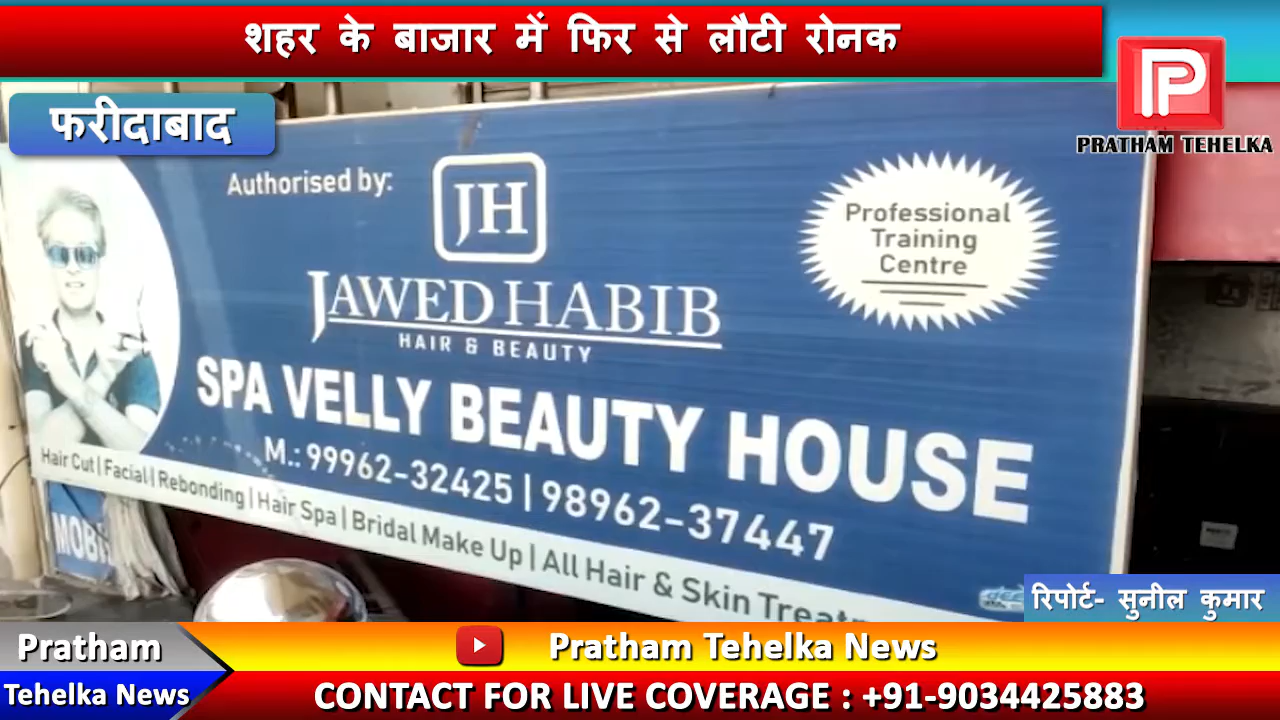 शहर के बाजार में फिर से लौटी रोनक
फरीदाबाद
P
PRATHAM TEHELKA
Authorised by:
JH
JAWED HABIB
HAIR & BEAUTY
Professional
Training
Centre
SPA VELLY BEAUTY HOUSE
M.: 99962-32425 | 98962-37447
Hair Cut | Facial | Rebonding | Hair Spa | Bridal Make Up | All Hair & Skin
रिपोर्ट- सुनील कुमार
Pratham
Tehelka News
Pratham Tehelka News
CONTACT FOR LIVE COVERAGE : +91-9034425883